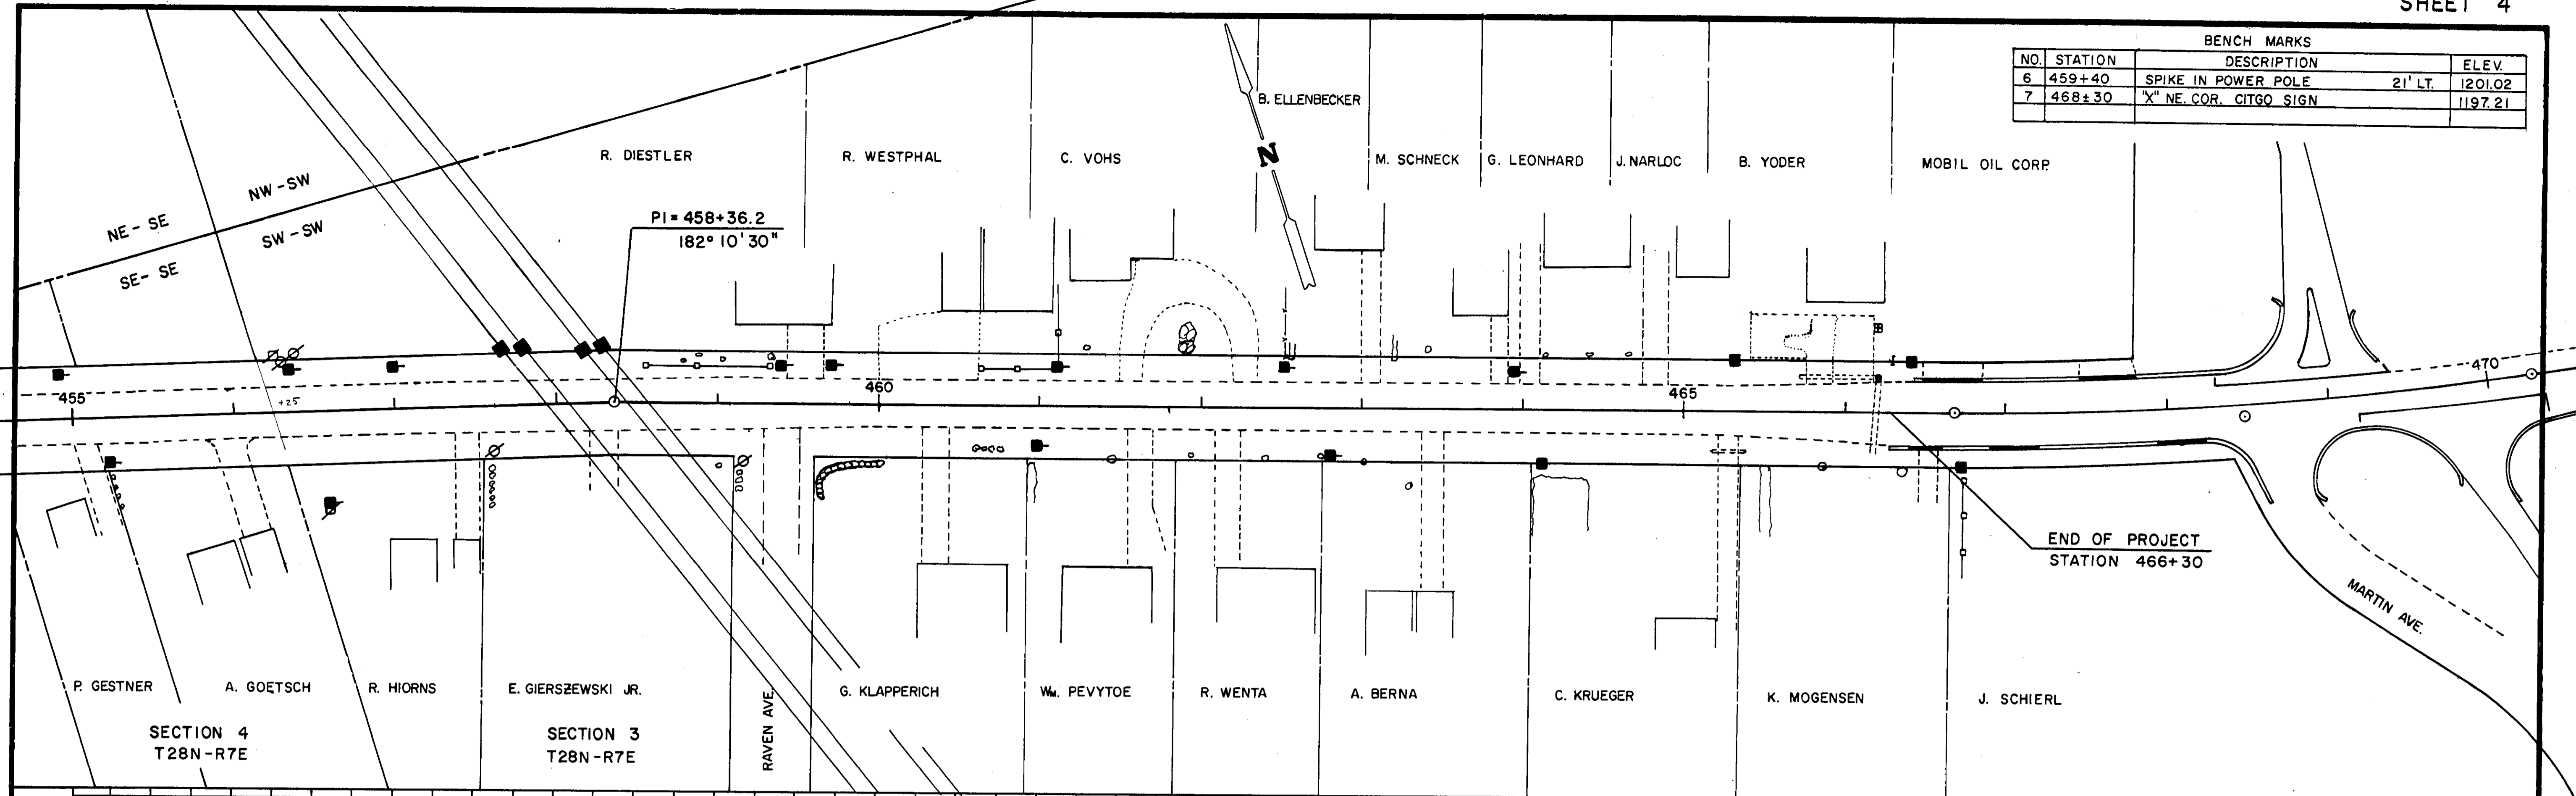 SHEET 4
BENCH MARKS
NO. STATION DESCRIPTION ELEV.
6 459+40 SPIKE IN POWER POLE 21' LT. 1201.02
7 468±30 "X" NE. COR. CITGO SIGN 1197.21
B. ELLENBECKER
R. DIESTLER
R. WESTPHAL
C. VOHS
N
M. SCHNECK
G. LEONHARD
J. NARLOC
B. YODER
MOBIL OIL CORP.
NW-SW
NE-SE
SW-SW
SE-SE
PI = 458+36.2
182° 10' 30"
455
+25
460
465
470
END OF PROJECT
STATION 466+30
MARTIN AVE.
P. GESTNER
A. GOETSCH
R. HIORNS
E. GIERSZEWSKI JR.
RAVEN AVE.
G. KLAPPERICH
WM. PEVYTOE
R. WENTA
A. BERNA
C. KRUEGER
K. MOGENSEN
J. SCHIERL
SECTION 4
T28N-R7E
SECTION 3
T28N-R7E